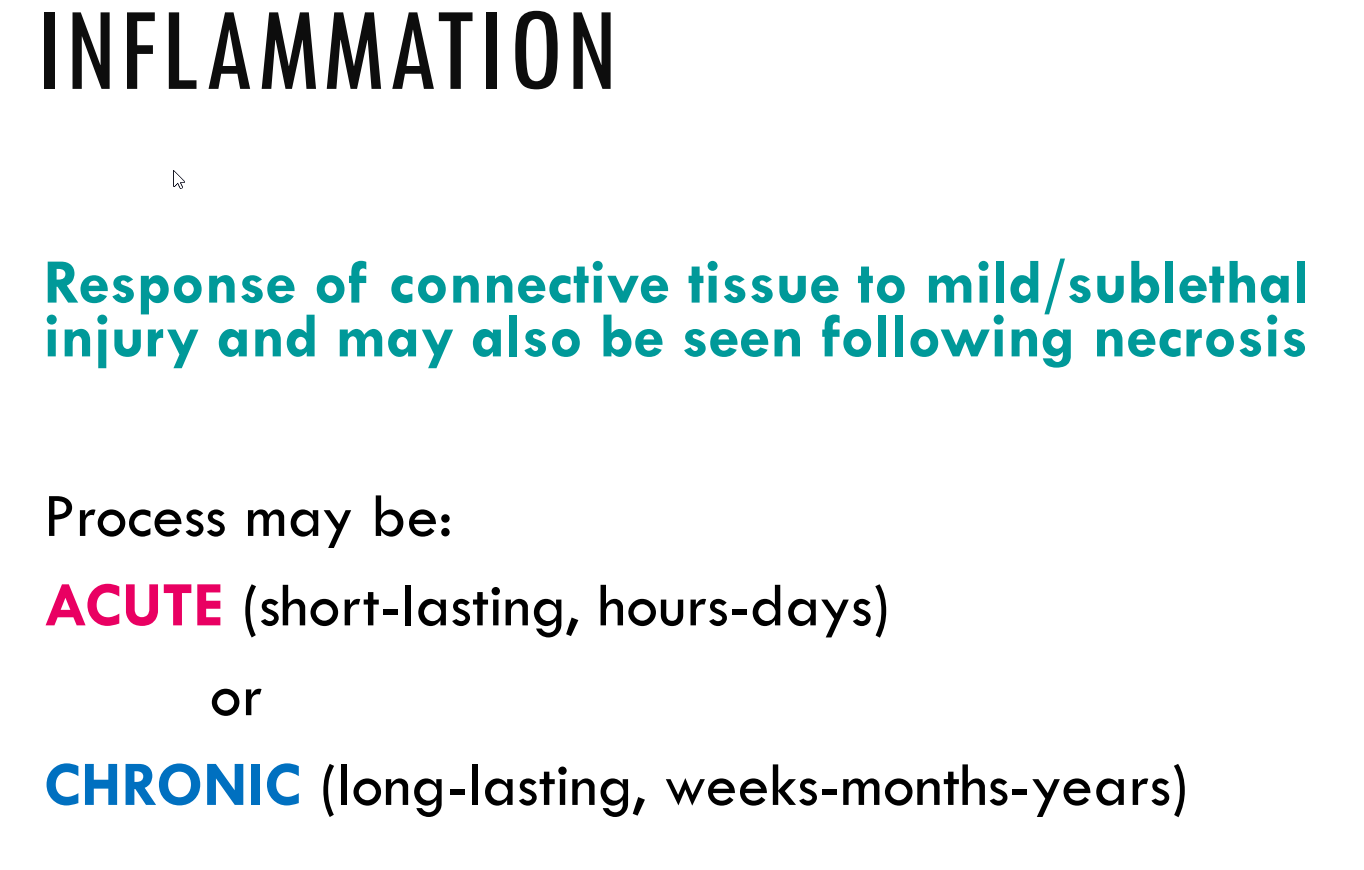 INFLAMMATION
Response of connective tissue to mild/sublethal
injury and may also be seen following necrosis
Process may be:
ACUTE (short-lasting, hours-days)
or
CHRONIC (long-lasting, weeks-months-years)